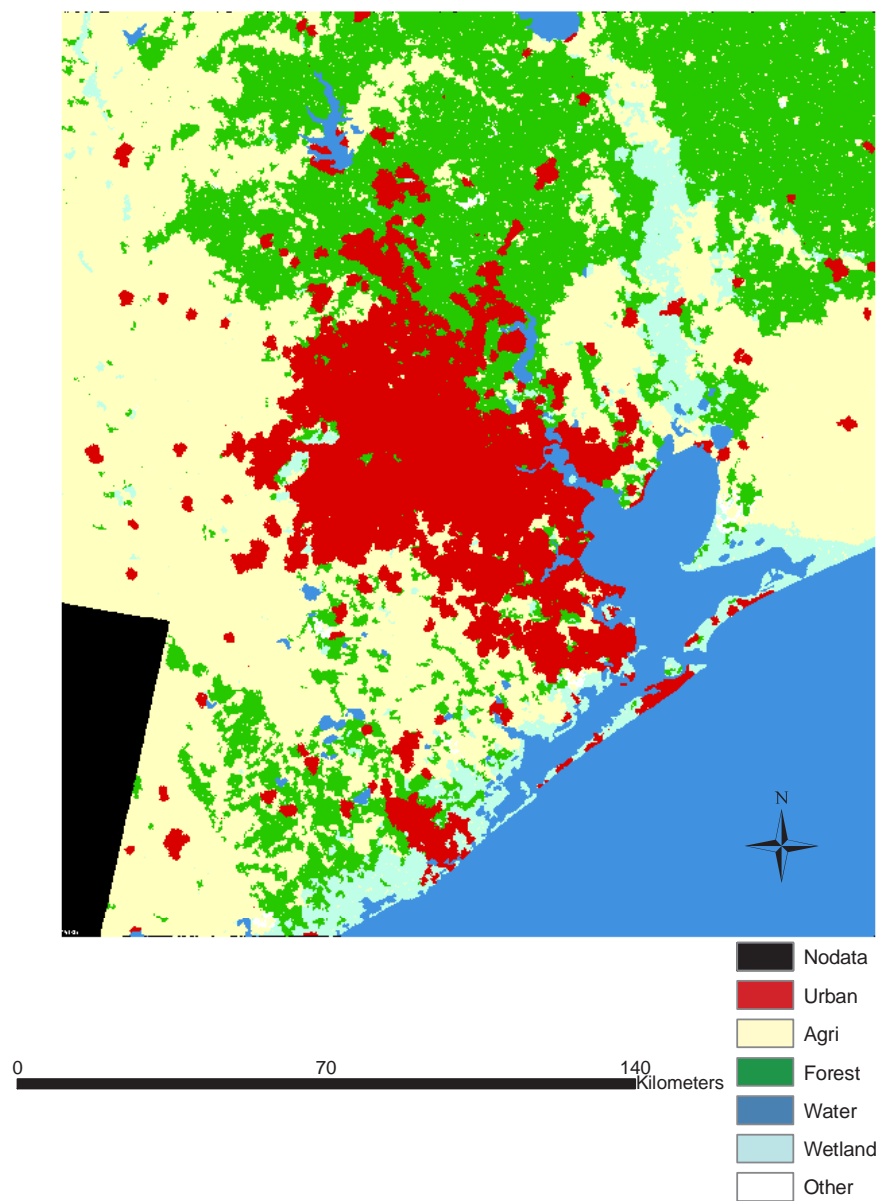 N
Nodata
Urban
Agri
Forest
Water
Wetland
Other
0 70 140
Kilometers